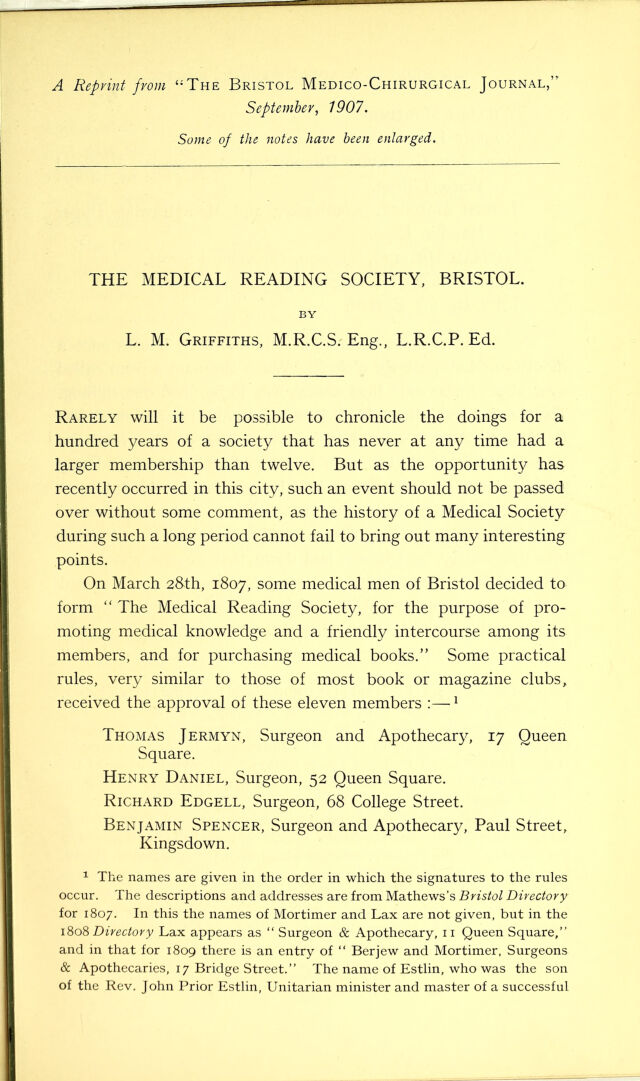 A Reprint from "THE BRISTOL MEDICO-CHIRURGICAL JOURNAL,"
September, 1907.
Some of the notes have been enlarged.
THE MEDICAL READING SOCIETY, BRISTOL.
BY
L. M. GRIFFITHS, M.R.C.S. Eng., L.R.C.P. Ed.
RARELY will it be possible to chronicle the doings for a
hundred years of a society that has never at any time had a
larger membership than twelve. But as the opportunity has
recently occurred in this city, such an event should not be passed
over without some comment, as the history of a Medical Society
during such a long period cannot fail to bring out many interesting
points.
On March 28th, 1807, some medical men of Bristol decided to
form " The Medical Reading Society, for the purpose of pro-
moting medical knowledge and a friendly intercourse among its
members, and for purchasing medical books." Some practical
rules, very similar to those of most book or magazine clubs,
received the approval of these eleven members :—1
THOMAS JERMYN, Surgeon and Apothecary, 17 Queen
Square.
HENRY DANIEL, Surgeon, 52 Queen Square.
RICHARD EDGELL, Surgeon, 68 College Street.
BENJAMIN SPENCER, Surgeon and Apothecary, Paul Street,
Kingsdown.
1 The names are given in the order in which the signatures to the rules
occur. The descriptions and addresses are from Mathews's Bristol Directory
for 1807. In this the names of Mortimer and Lax are not given, but in the
1808 Directory Lax appears as " Surgeon & Apothecary, 11 Queen Square,"
and in that for 1809 there is an entry of " Berjew and Mortimer, Surgeons
& Apothecaries, 17 Bridge Street." The name of Estlin, who was the son
of the Rev. John Prior Estlin, Unitarian minister and master of a successful